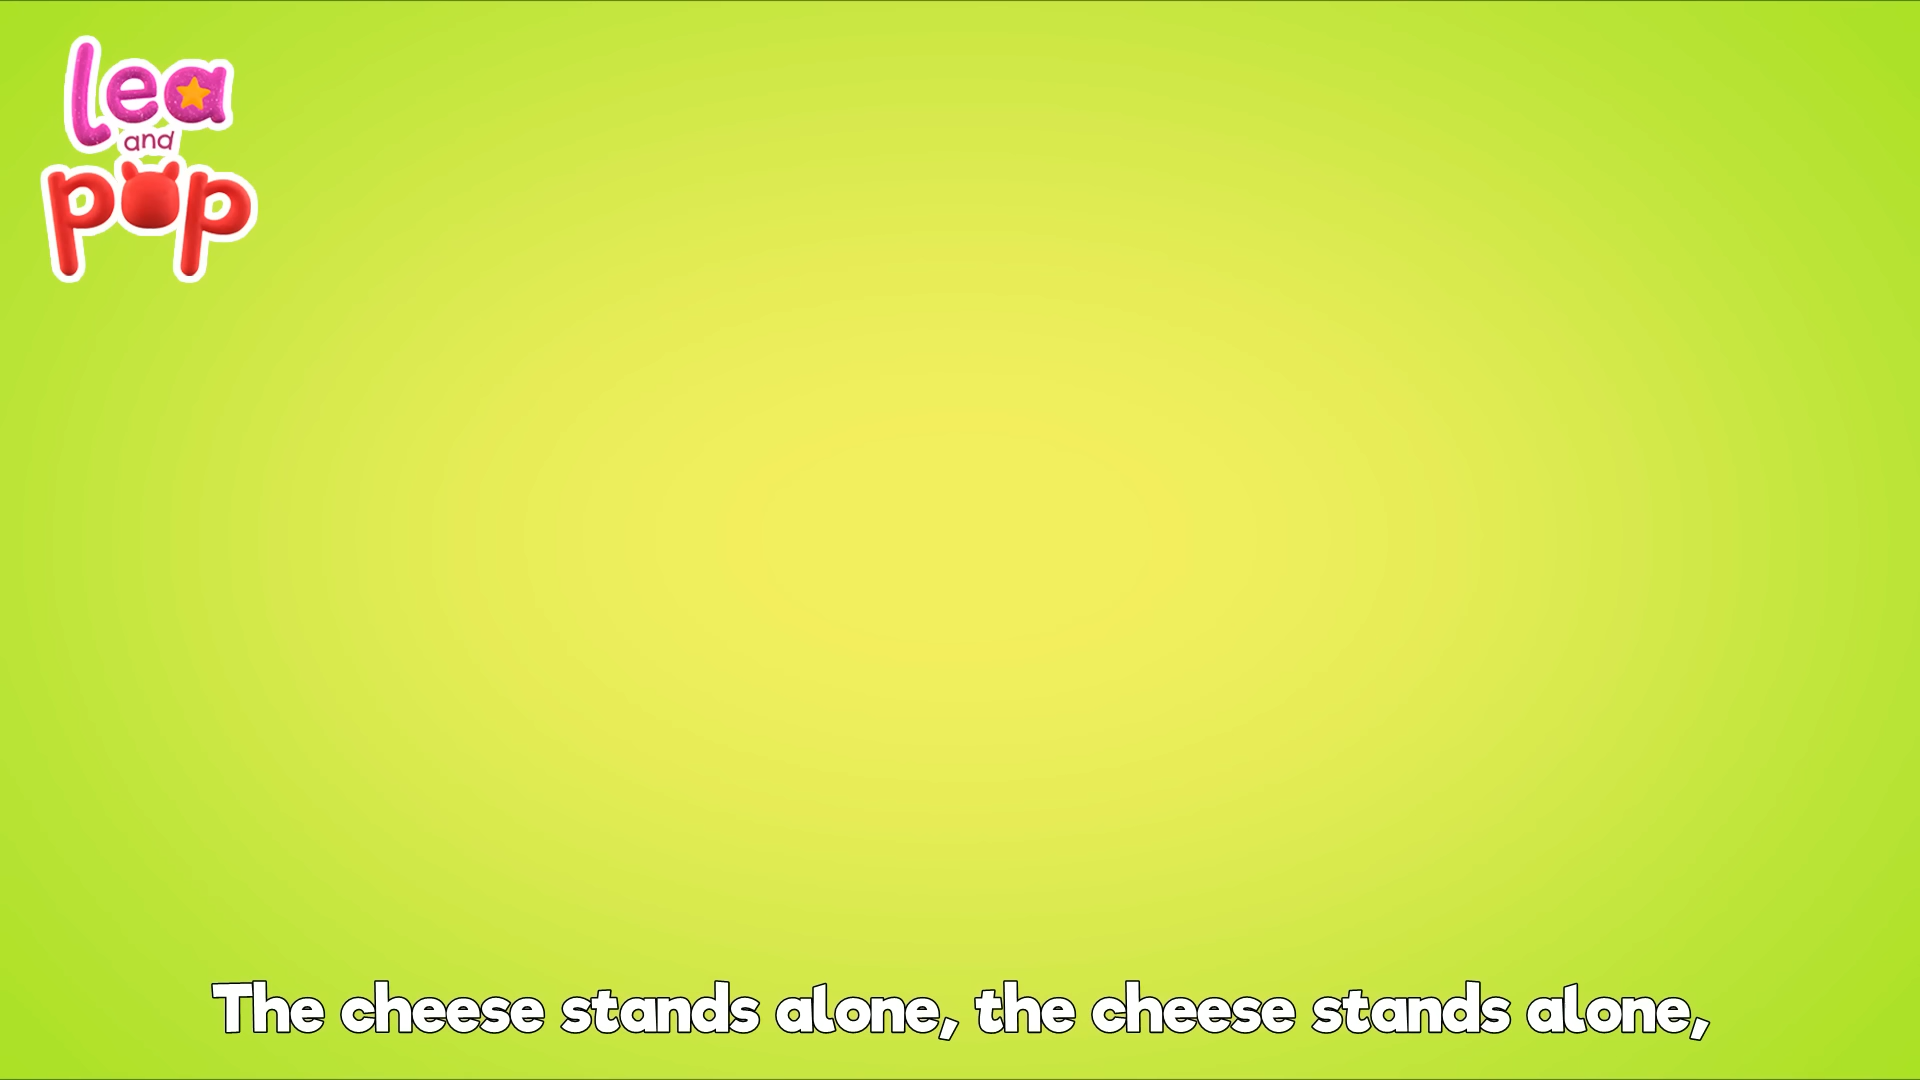 lea
and
pop
The cheese stands alone, the cheese stands alone,